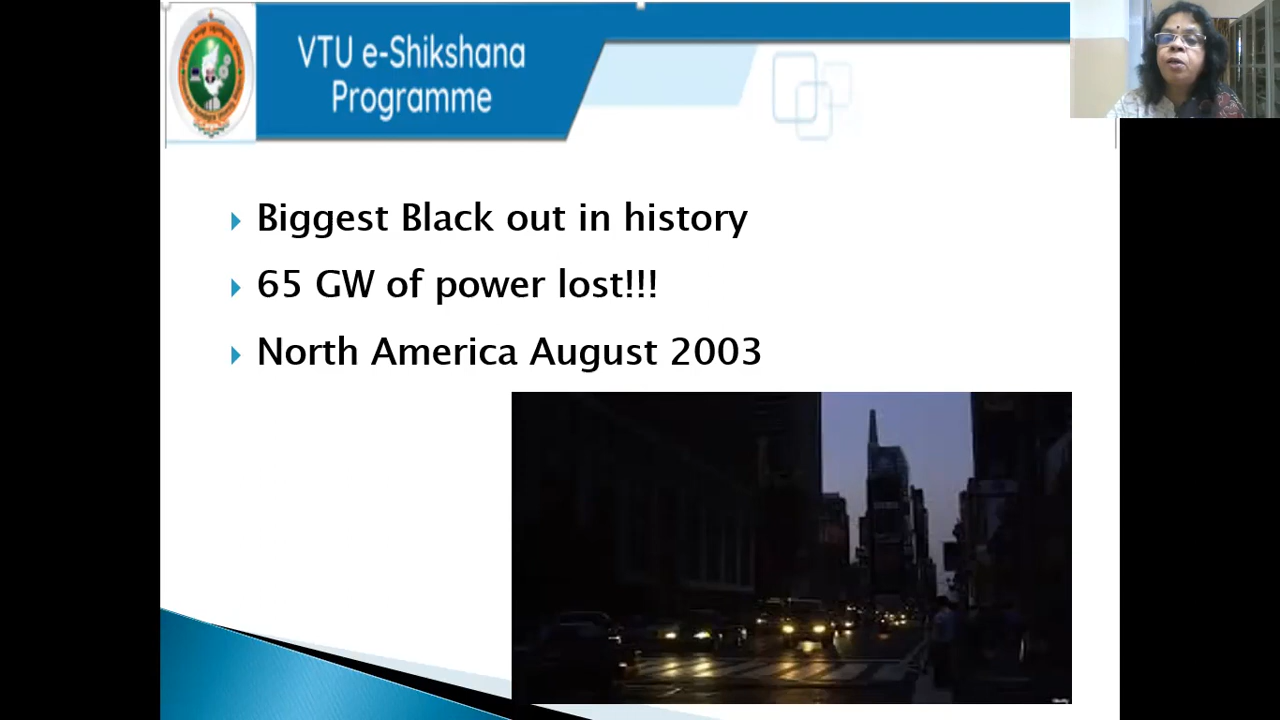 VTU e-Shikshana
Programme
Biggest Black out in history
65 GW of power lost!!!
North America August 2003